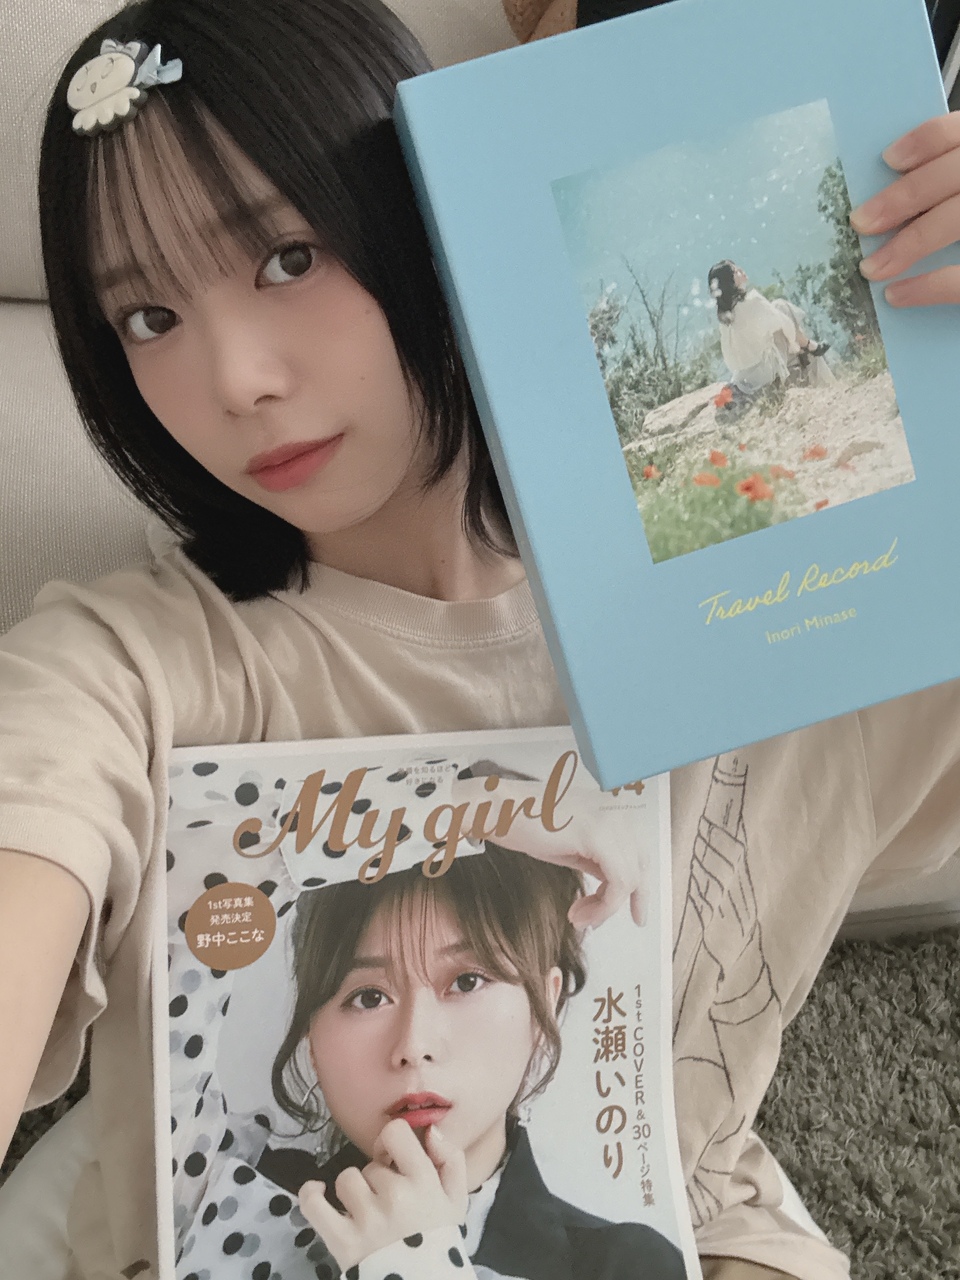 Travel Record
Inori Minase
My girl
1st写真集
発売決定
野中ここな
水瀬いのり
1st COVER & 30ページ特集